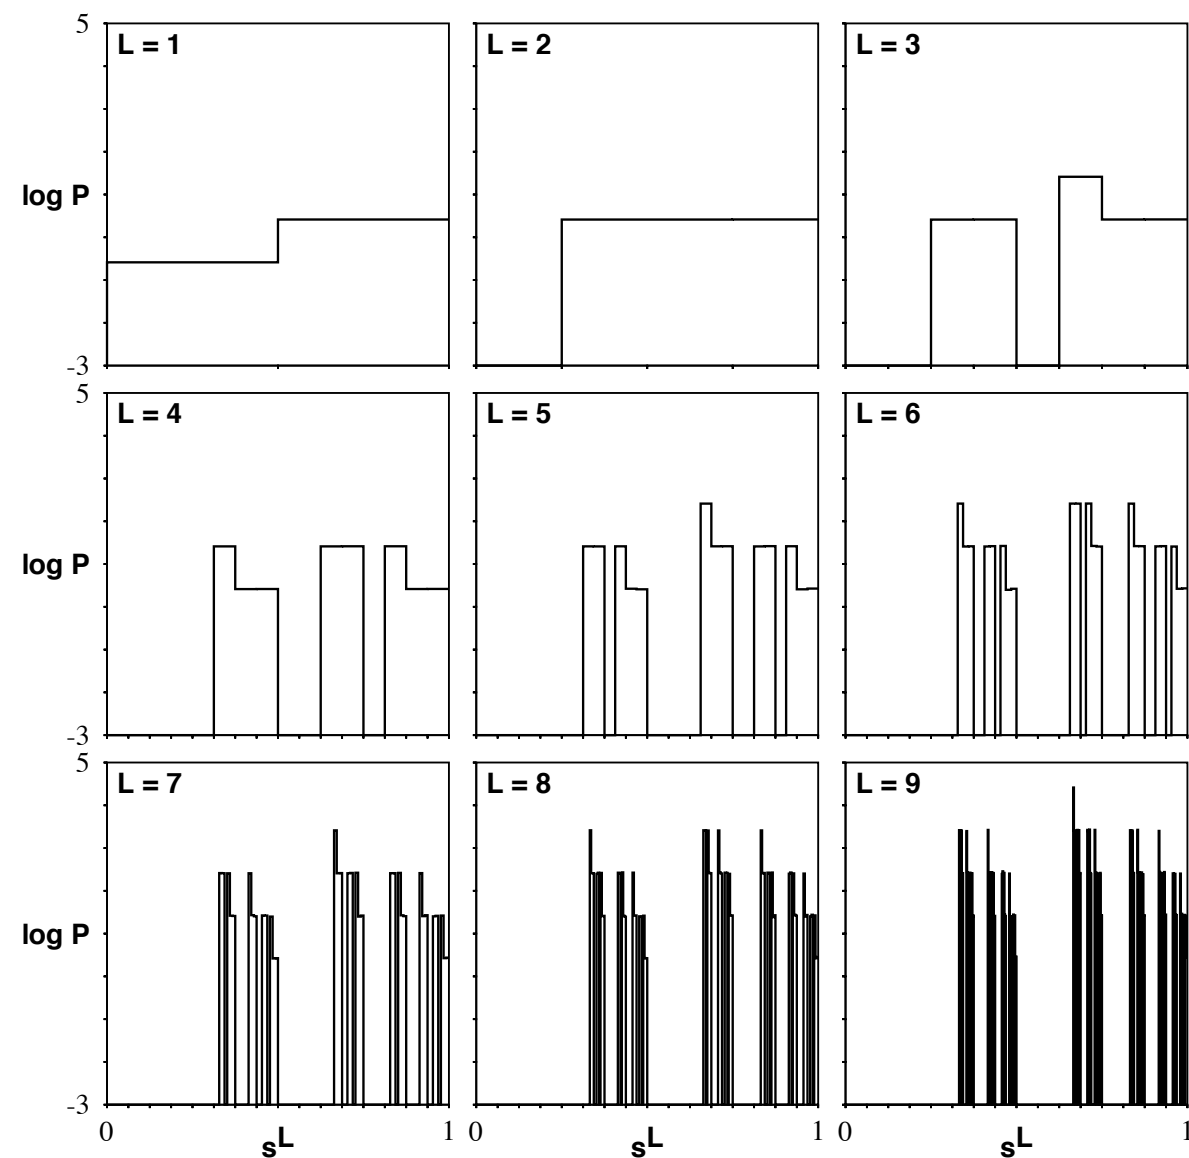 5
L = 1
L = 2
L = 3
log P
-3
5
L = 4
L = 5
L = 6
log P
-3
5
L = 7
L = 8
L = 9
log P
-3
0 sL 1 0 sL 1 0 sL 1